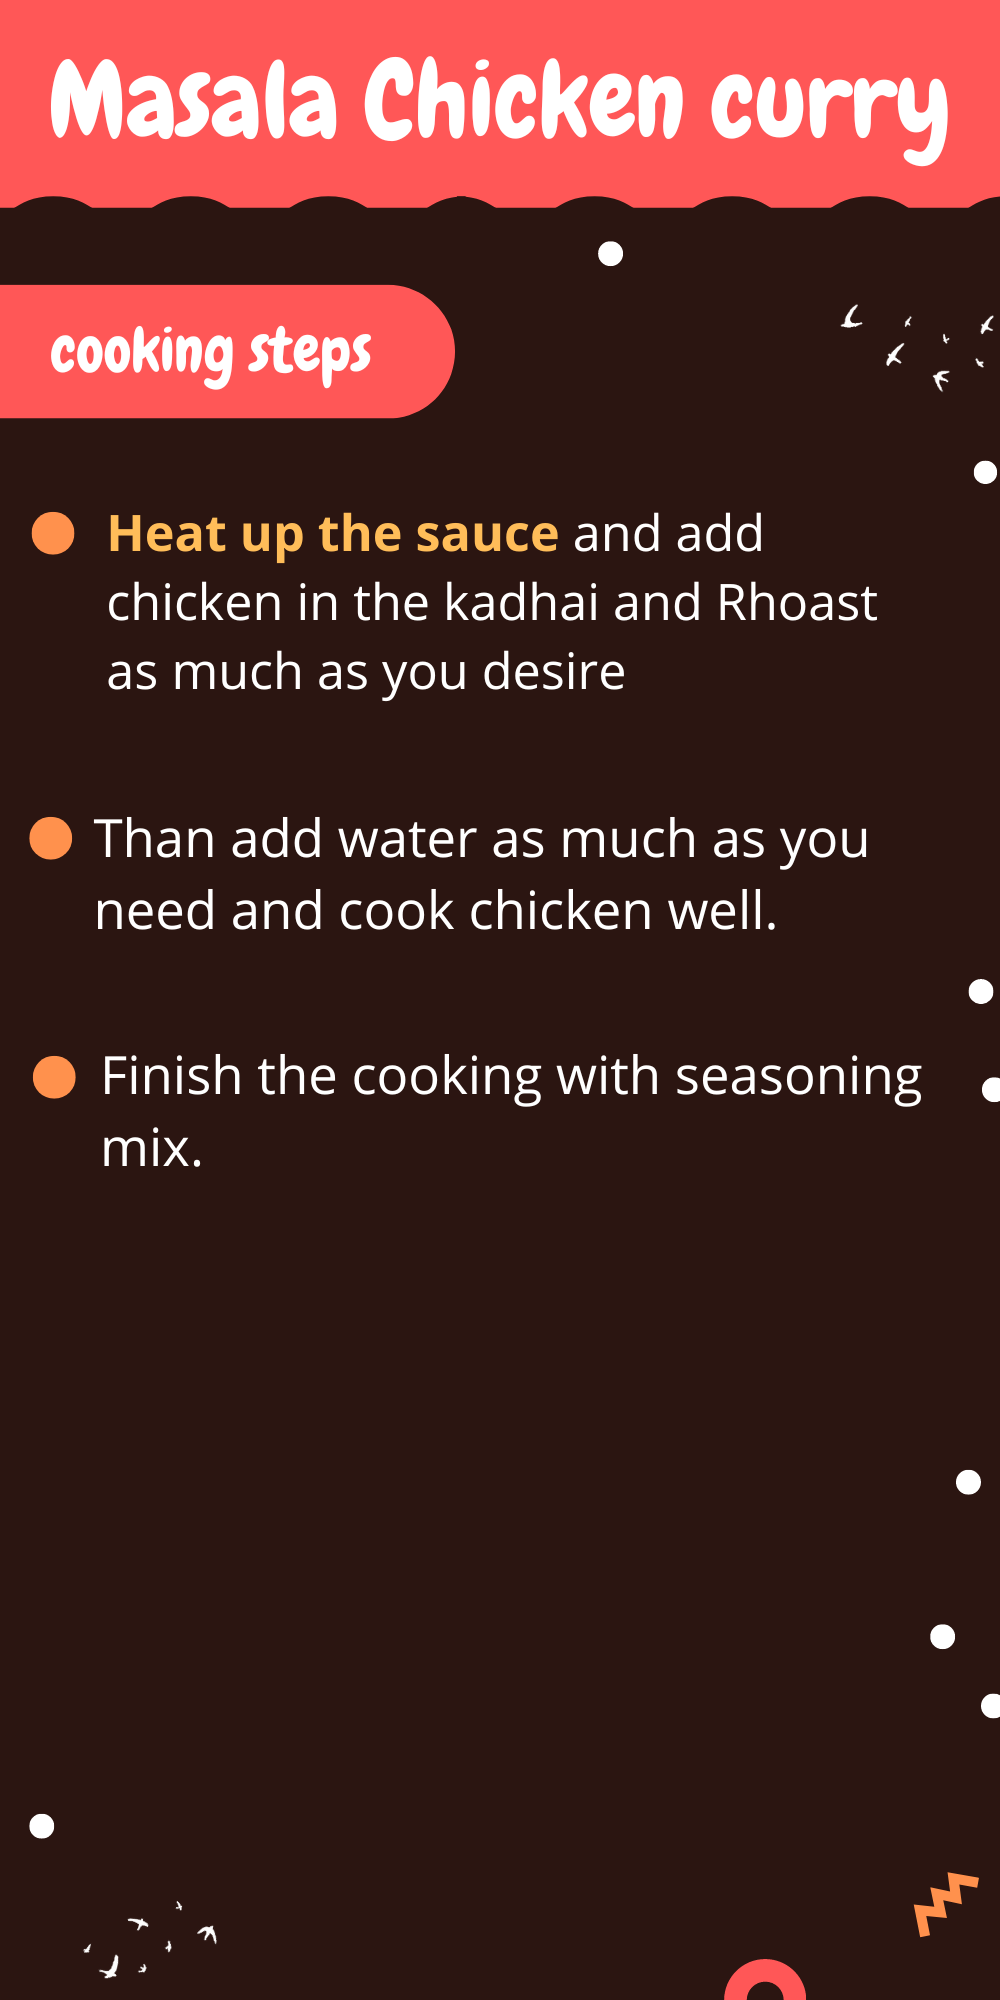 Masala Chicken curry
cooking steps
Heat up the sauce and add
chicken in the kadhai and Rhoast
as much as you desire
Than add water as much as you
need and cook chicken well.
Finish the cooking with seasoning
mix.